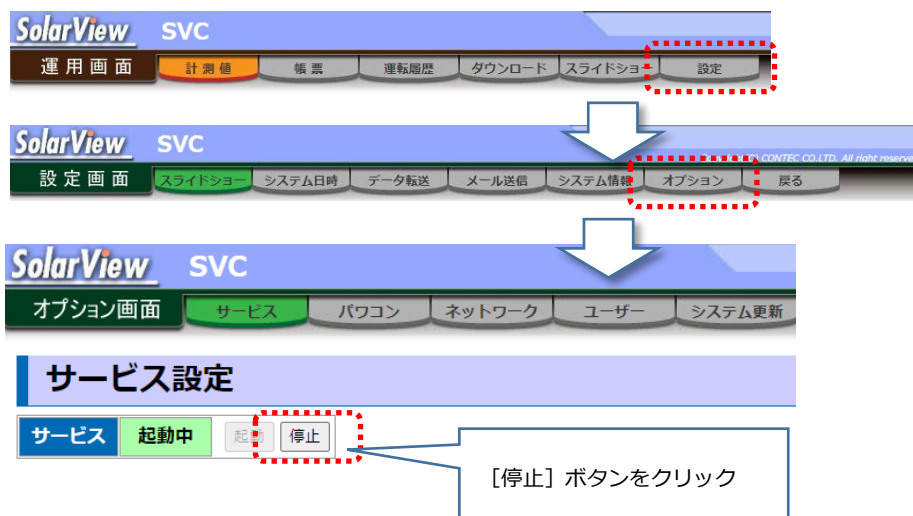 SolarView SVC
運用画面 計測値 帳票 運転履歴 ダウンロード スライドショー 設定
SolarView SVC
CONTEC CO.LTD. All right reserve
設定画面 スライドショー システム日時 データ転送 メール送信 システム情報 オプション 戻る
SolarView SVC
オプション画面 サービス パワコン ネットワーク ユーザー システム更新
サービス設定
サービス 起動中 起動 停止
［停止］ボタンをクリック